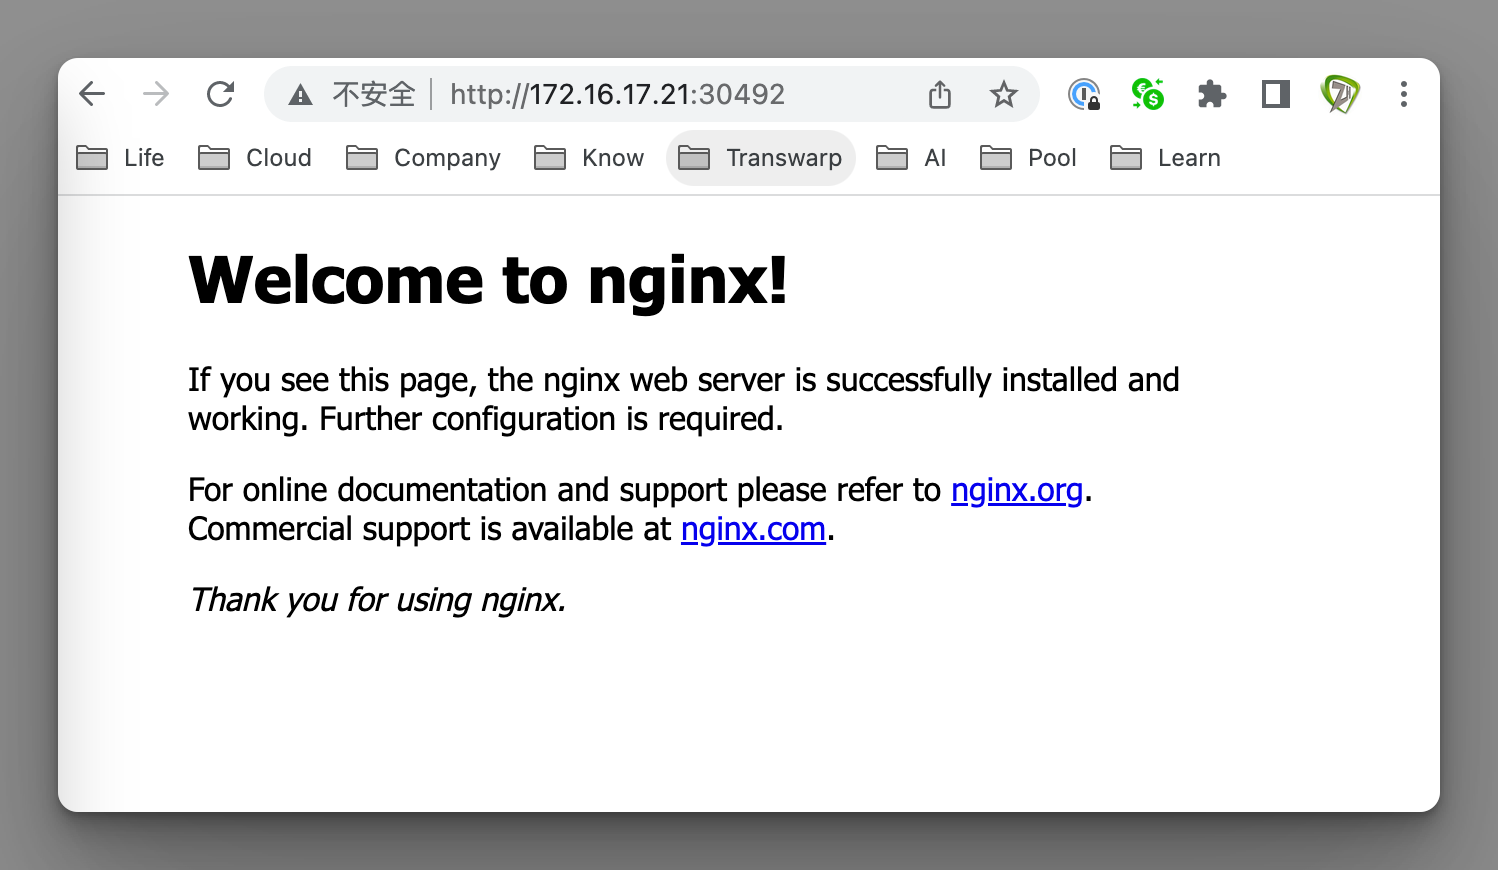 不安全 http://172.16.17.21:30492
Life Cloud Company Know Transwarp AI Pool Learn
Welcome to nginx!
If you see this page, the nginx web server is successfully installed and
working. Further configuration is required.
For online documentation and support please refer to nginx.org.
Commercial support is available at nginx.com.
Thank you for using nginx.